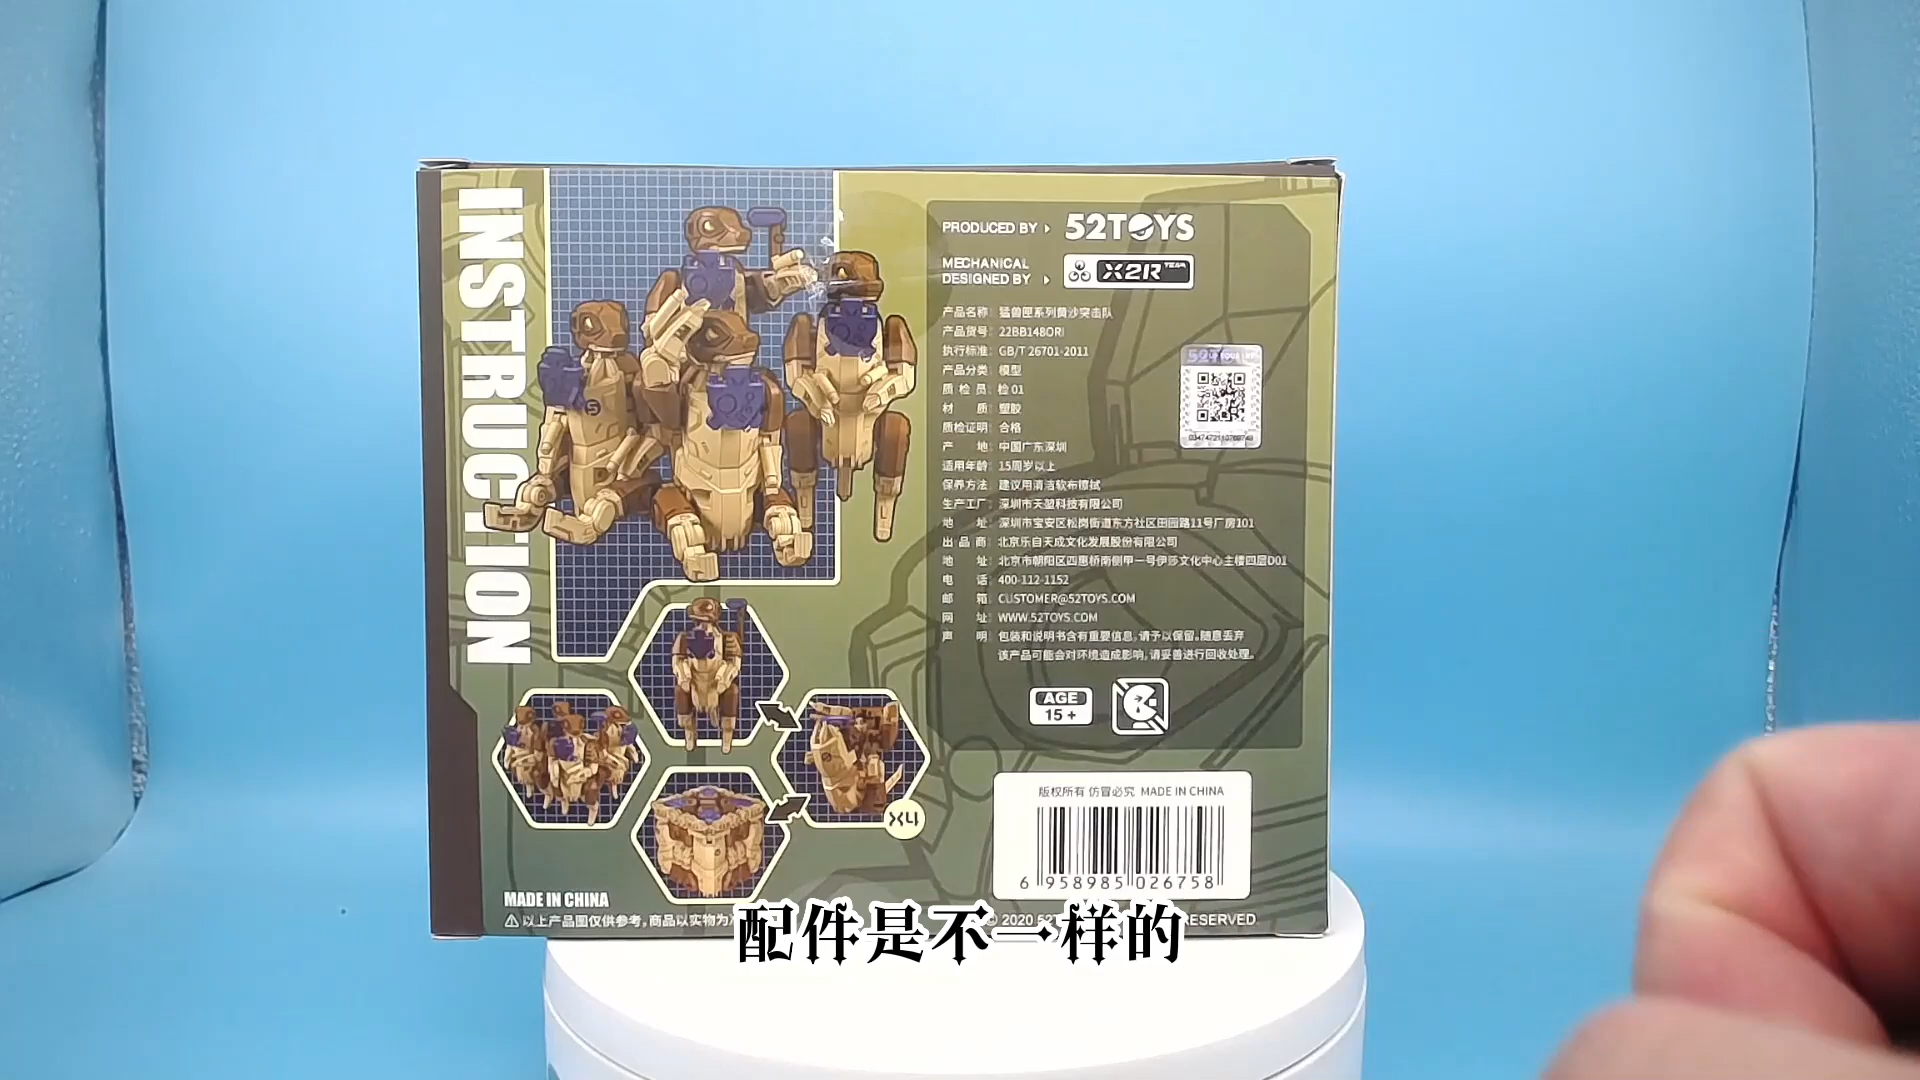 INSTRUCTION
PRODUCED BY
52TOYS
MECHANICAL
DESIGNED BY
X2R TEAM
产品名称: 猛兽匣系列黄沙突击队
产品货号: 22BB148ORI
执行标准: GB/T 26701-2011
产品分类: 模型
质 检 员: 检 01
材 质: 塑胶
质检证明: 合格
产 地: 中国广东深圳
适用年龄: 15周岁以上
保养方法: 建议用清洁软布擦拭
生产工厂: 深圳市天堃科技有限公司
地 址: 深圳市宝安区松岗街道东方社区田园路11号厂房101
出 品 商: 北京乐自天成文化发展股份有限公司
地 址: 北京市朝阳区四惠桥南侧甲一号伊莎文化中心主楼四层D01
电 话: 400-112-1152
邮 箱: CUSTOMER@52TOYS.COM
网 址: WWW.52TOYS.COM
声 明: 包装和说明书含有重要信息,请予以保留。随意丢弃
该产品可能会对环境造成影响,请妥善进行回收处理。
AGE
15 +
X4
版权所有 仿冒必究 MADE IN CHINA
6 958985 026758
MADE IN CHINA
以上产品图仅供参考,商品以实物为
© 2020 52T
RESERVED
配件是不一样的